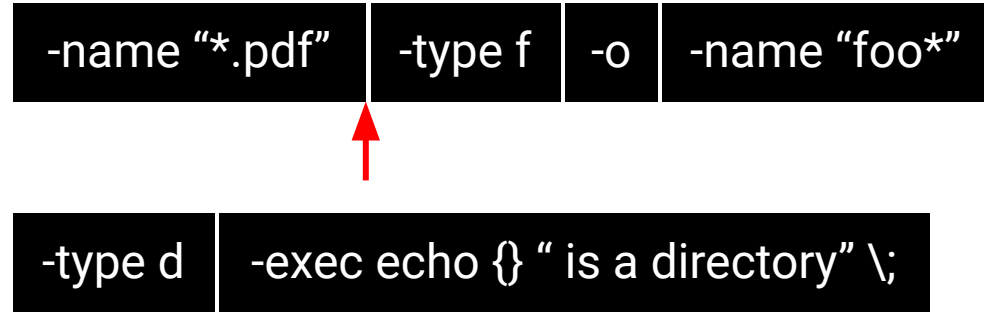 -name “*.pdf” -type f -o -name “foo*”
-type d -exec echo {} “ is a directory” \;